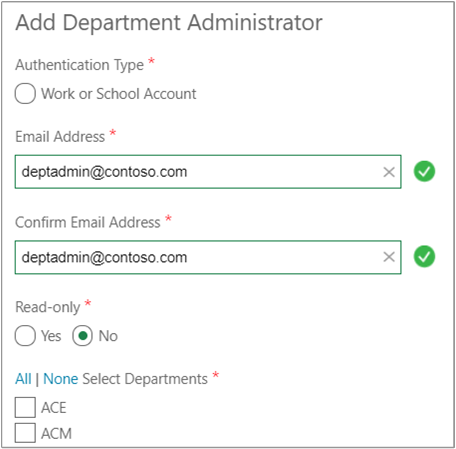 Add Department Administrator
Authentication Type *
Work or School Account
Email Address *
deptadmin@contoso.com
Confirm Email Address *
deptadmin@contoso.com
Read-only *
Yes No
All | None Select Departments *
ACE
ACM